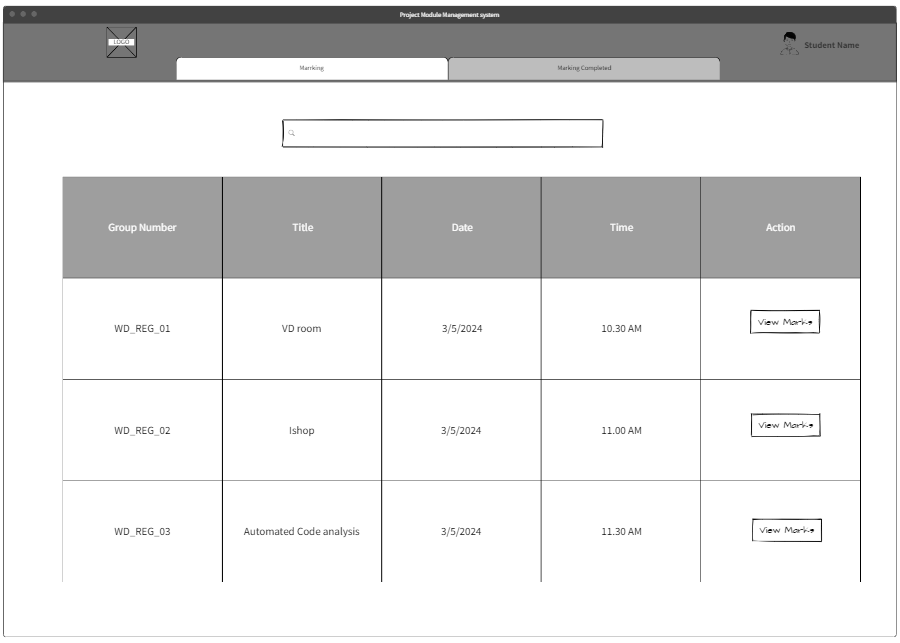 Project Module Management system
LOGO
Student Name
Marrking
Marking Completed
Group Number Title Date Time Action
WD_REG_01 VD room 3/5/2024 10.30 AM View Marks
WD_REG_02 Ishop 3/5/2024 11.00 AM View Marks
WD_REG_03 Automated Code analysis 3/5/2024 11.30 AM View Marks